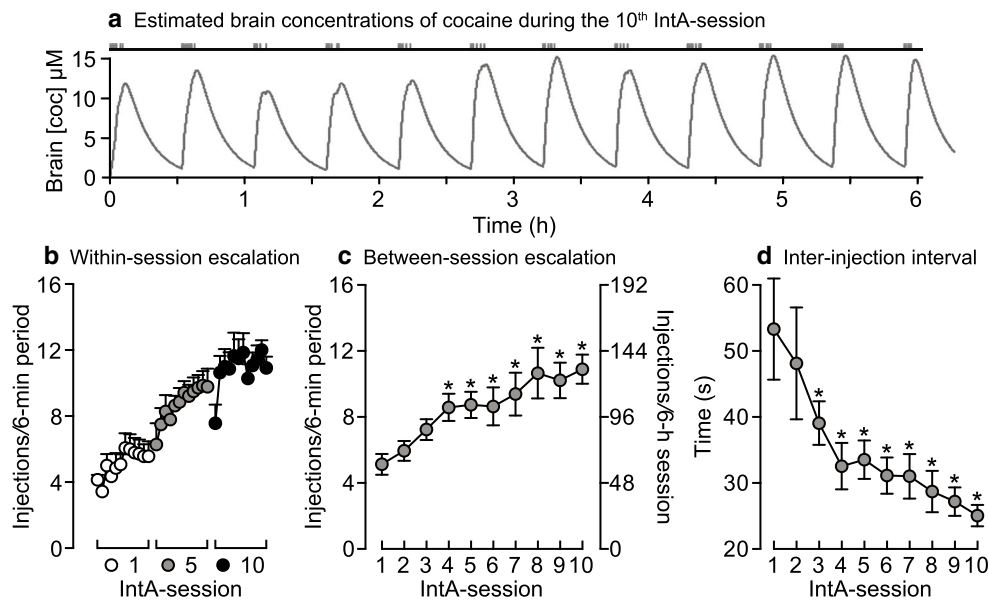 a Estimated brain concentrations of cocaine during the 10th IntA-session
Brain [coc] µM
15
10
5
0
0 1 2 3 4 5 6
Time (h)
b Within-session escalation
Injections/6-min period
16
12
8
4
0
1 5 10
IntA-session
c Between-session escalation
Injections/6-min period
16
12
8
4
0
* * * * * * *
192
144
96
48
0
Injections/6-h session
1 2 3 4 5 6 7 8 9 10
IntA-session
d Inter-injection interval
Time (s)
60
50
40
30
20
* * * * * * * *
1 2 3 4 5 6 7 8 9 10
IntA-session